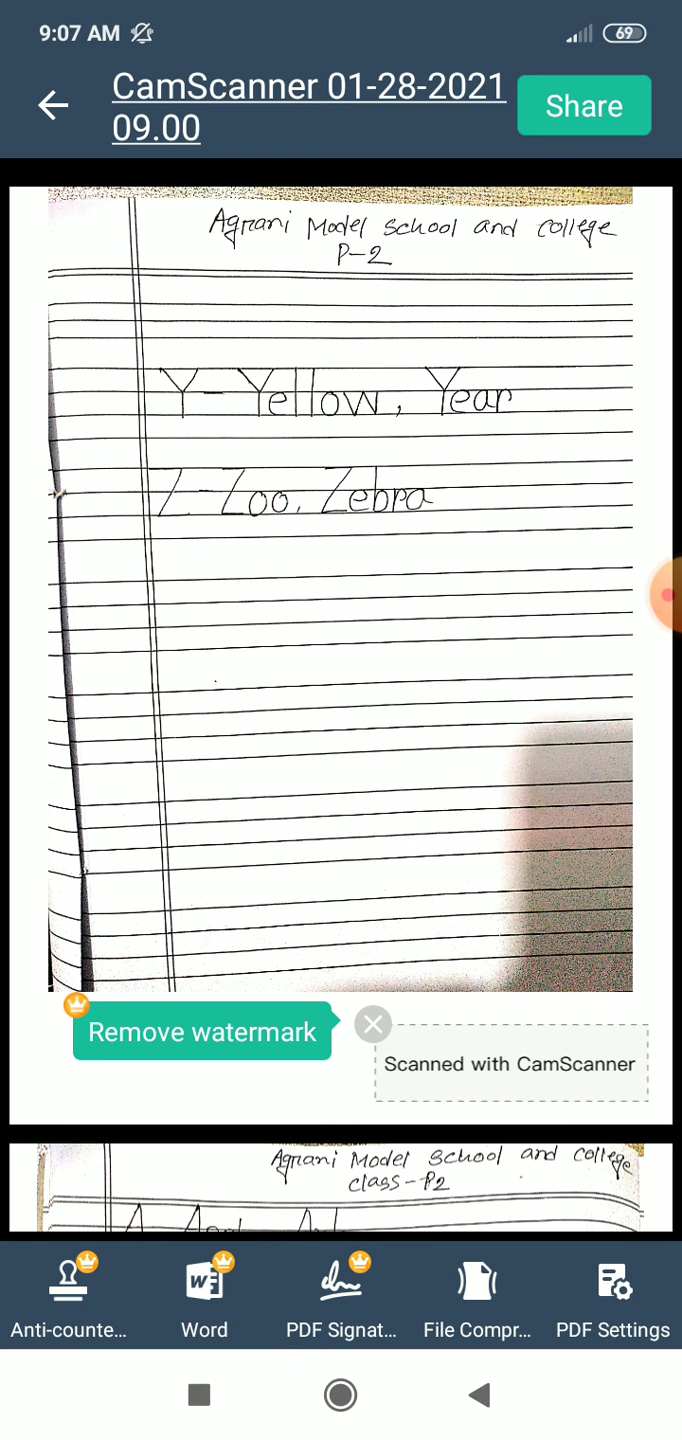 9:07 AM 69
CamScanner 01-28-2021
09.00
Share
Agrani Model School and college
P-2
Y-Yellow, Year
Z-Zoo, Zebra
Remove watermark
Scanned with CamScanner
Agrani Model School and college
class-P2
A
Anti-counte...
Word
PDF Signat...
File Compr...
PDF Settings